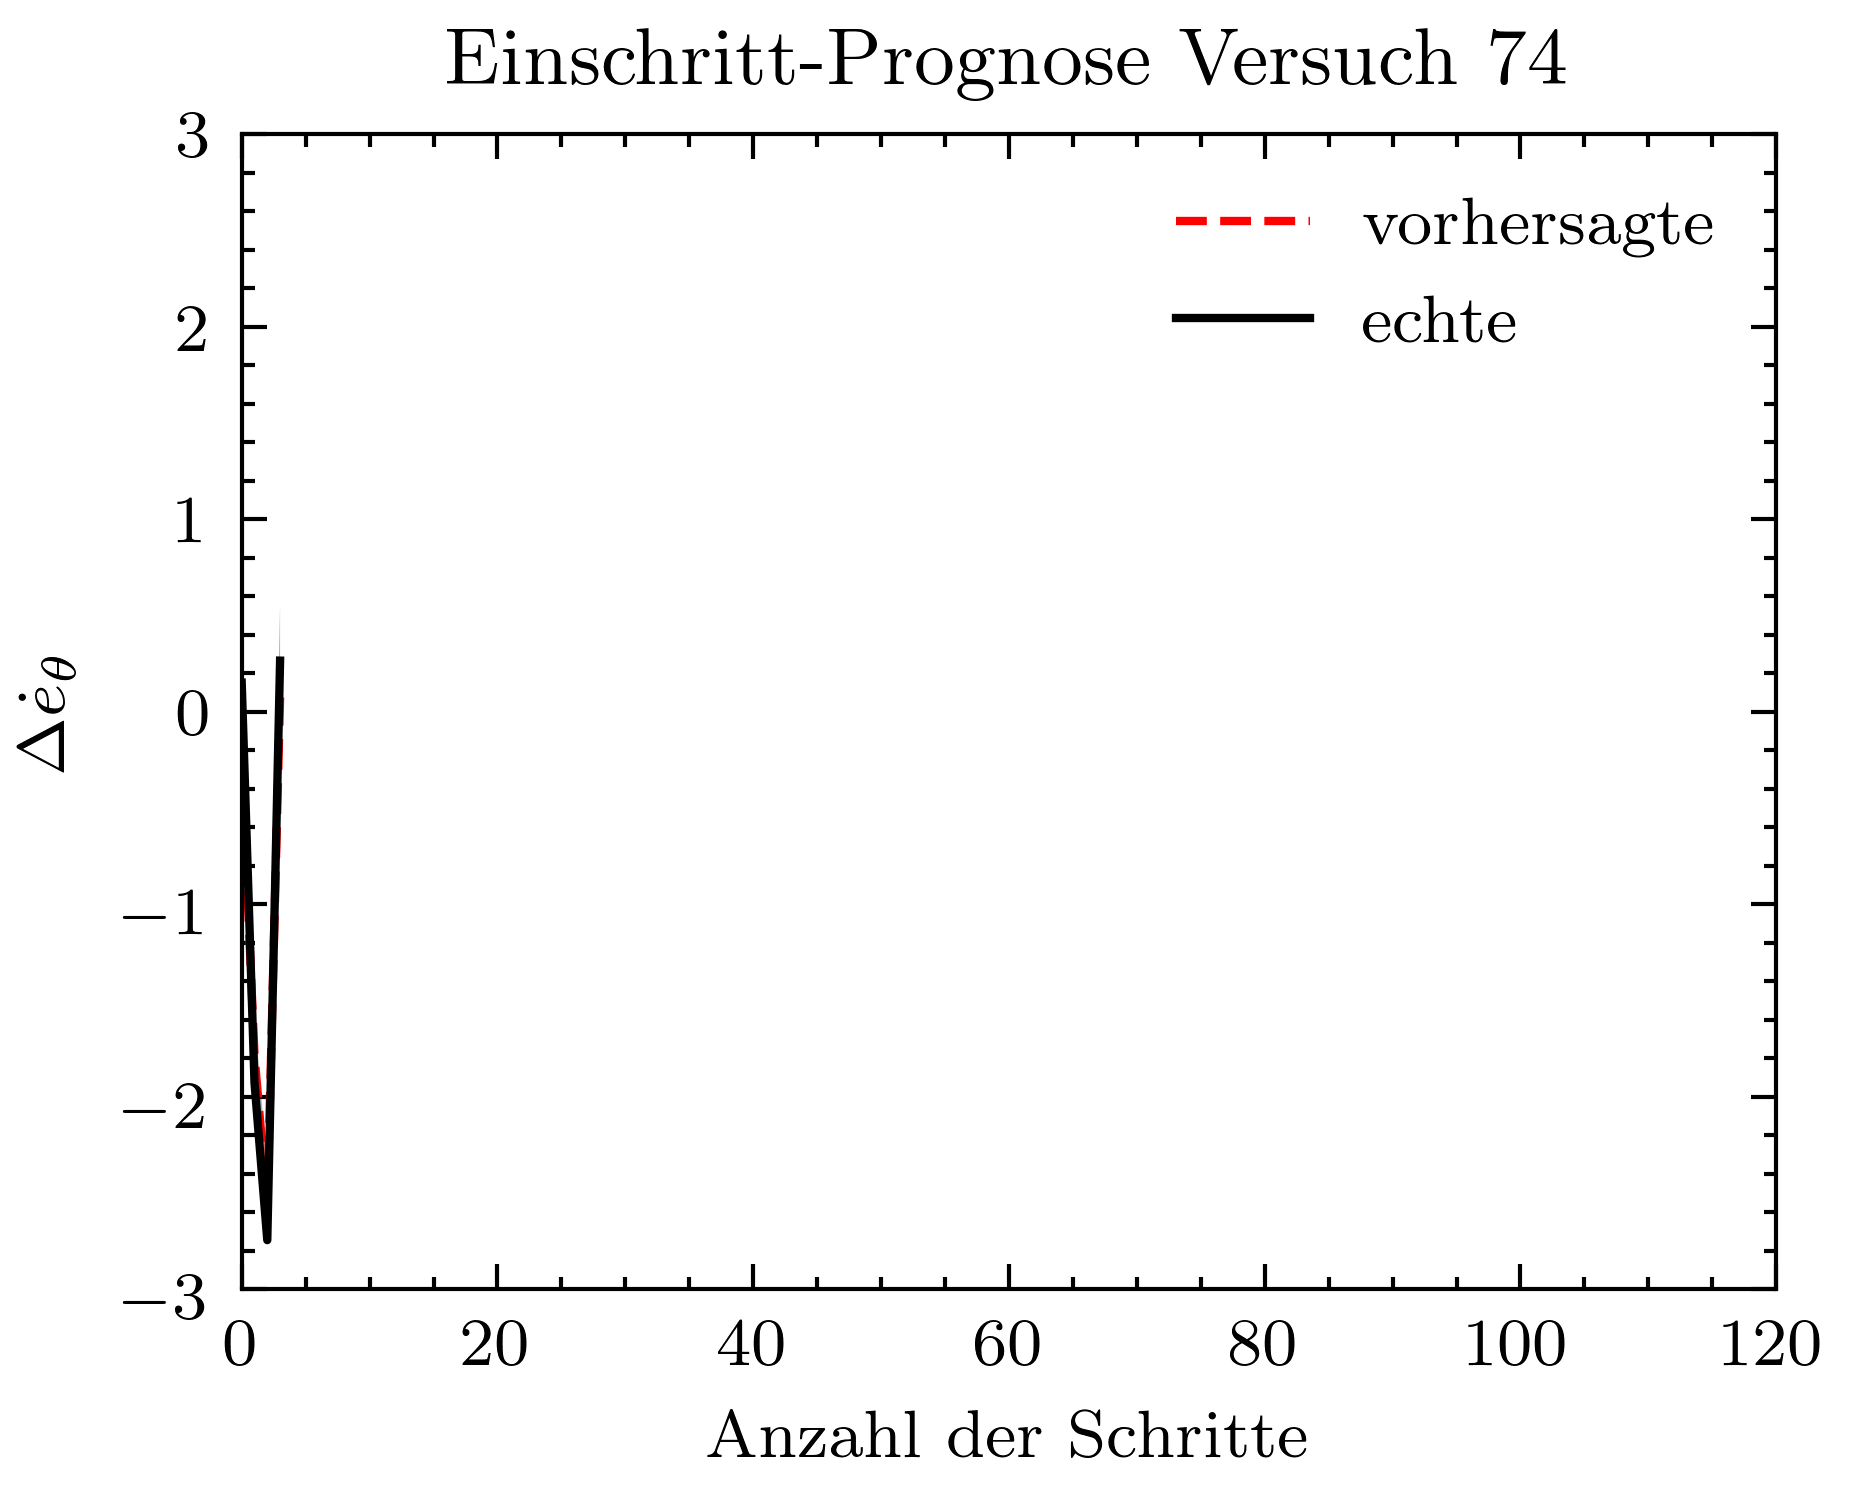 Einschritt-Prognose Versuch 74
3
2
1
0
−1
−2
−3
Δė_θ
vorhersagte
echte
0 20 40 60 80 100 120
Anzahl der Schritte